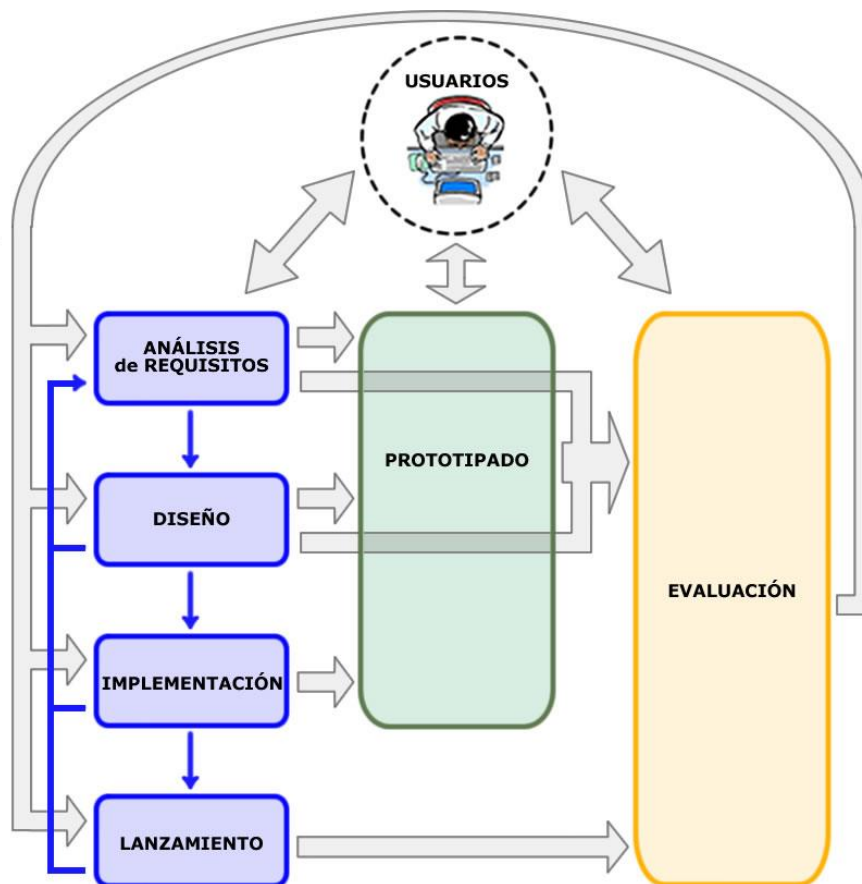 USUARIOS
ANÁLISIS
de REQUISITOS
PROTOTIPADO
DISEÑO
EVALUACIÓN
IMPLEMENTACIÓN
LANZAMIENTO